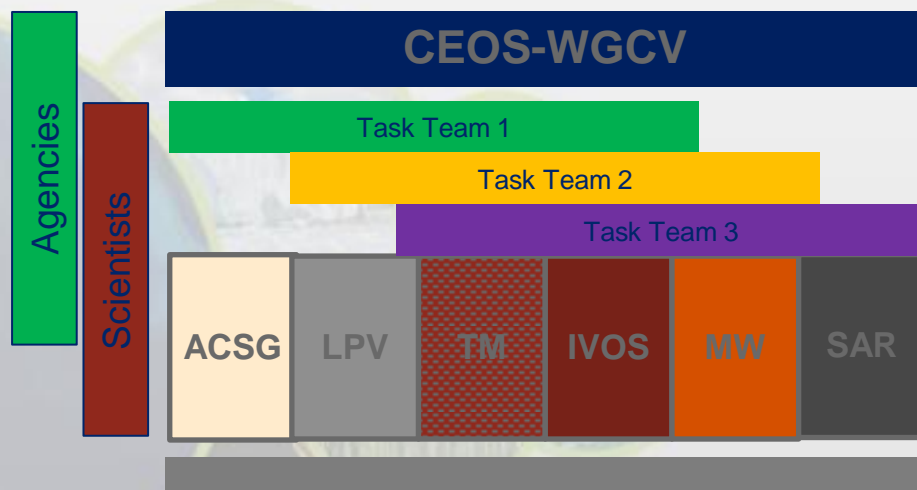 CEOS-WGCV
Agencies
Scientists
Task Team 1
Task Team 2
Task Team 3
ACSG
LPV
TM
IVOS
MW
SAR